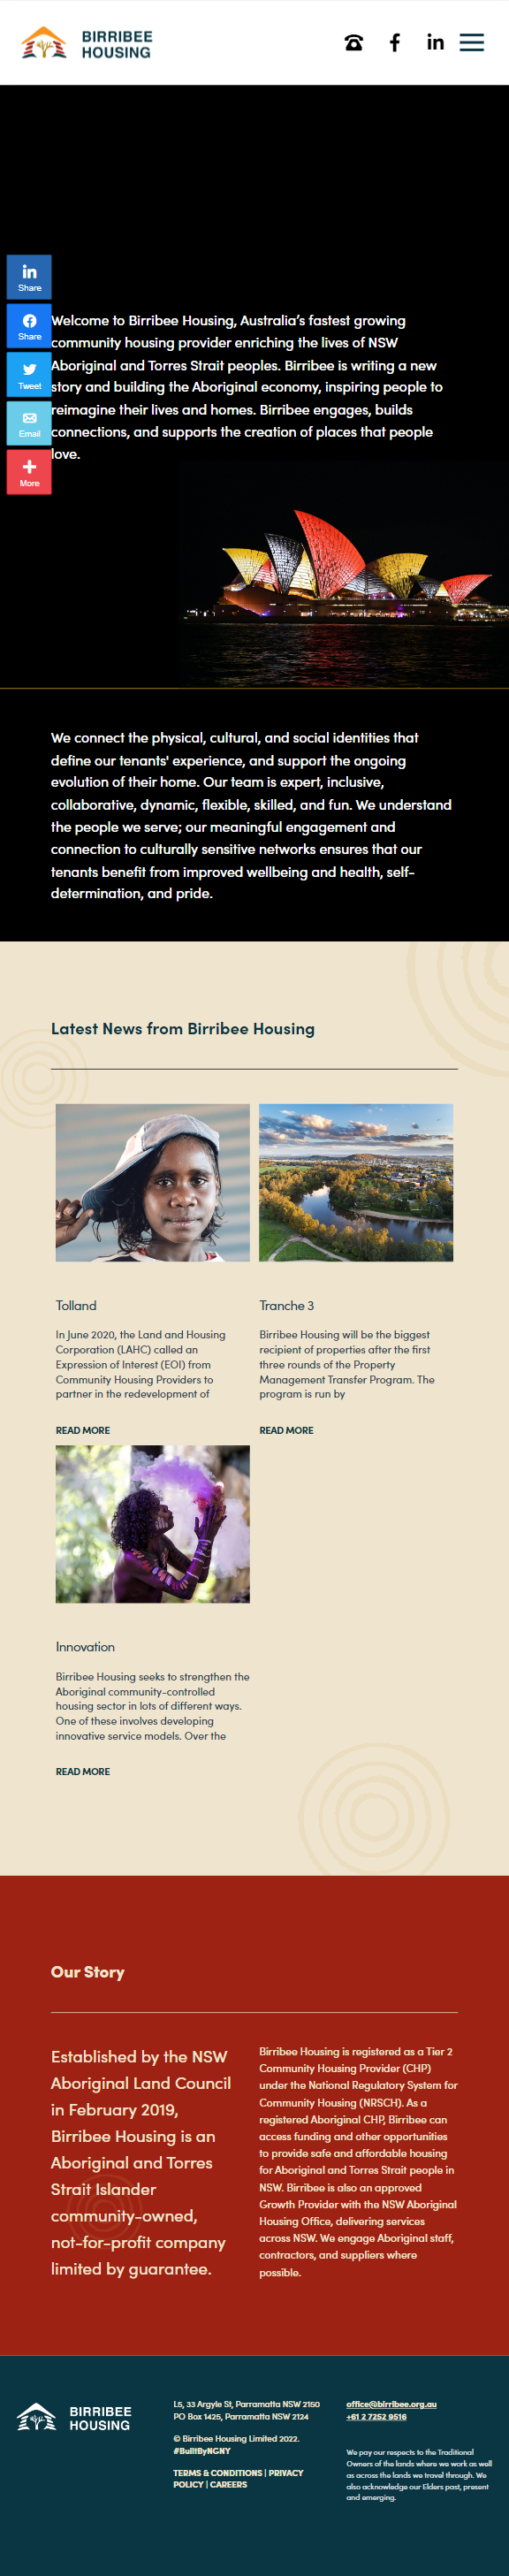 BIRRIBEE
HOUSING
Share
Share
Tweet
Email
More
Welcome to Birribee Housing, Australia's fastest growing
community housing provider enriching the lives of NSW
Aboriginal and Torres Strait peoples. Birribee is writing a new
story and building the Aboriginal economy, inspiring people to
reimagine their lives and homes. Birribee engages, builds
connections, and supports the creation of places that people
love.
We connect the physical, cultural, and social identities that
define our tenants' experience, and support the ongoing
evolution of their home. Our team is expert, inclusive,
collaborative, dynamic, flexible, skilled, and fun. We understand
the people we serve; our meaningful engagement and
connection to culturally sensitive networks ensures that our
tenants benefit from improved wellbeing and health, self-
determination, and pride.
Latest News from Birribee Housing
Tolland
In June 2020, the Land and Housing
Corporation (LAHC) called an
Expression of Interest (EOI) from
Community Housing Providers to
partner in the redevelopment of
READ MORE
Tranche 3
Birribee Housing will be the biggest
recipient of properties after the first
three rounds of the Property
Management Transfer Program. The
program is run by
READ MORE
Innovation
Birribee Housing seeks to strengthen the
Aboriginal community-controlled
housing sector in lots of different ways.
One of these involves developing
innovative service models. Over the
READ MORE
Our Story
Established by the NSW
Aboriginal Land Council
in February 2019,
Birribee Housing is an
Aboriginal and Torres
Strait Islander
community-owned,
not-for-profit company
limited by guarantee.
Birribee Housing is registered as a Tier 2
Community Housing Provider (CHP)
under the National Regulatory System for
Community Housing (NRSCH). As a
registered Aboriginal CHP, Birribee can
access funding and other opportunities
to provide safe and affordable housing
for Aboriginal and Torres Strait people in
NSW. Birribee is also an approved
Growth Provider with the NSW Aboriginal
Housing Office, delivering services
across NSW. We engage Aboriginal staff,
contractors, and suppliers where
possible.
BIRRIBEE
HOUSING
L5, 33 Argyle St, Parramatta NSW 2150
PO Box 1425, Parramatta NSW 2124
© Birribee Housing Limited 2022.
#BuiltByNGNY
TERMS & CONDITIONS | PRIVACY
POLICY | CAREERS
office@birribee.org.au
+61 2 7252 9516
We pay our respects to the Traditional
Owners of the lands where we work as well
as across the lands we travel through. We
also acknowledge our Elders past, present
and emerging.